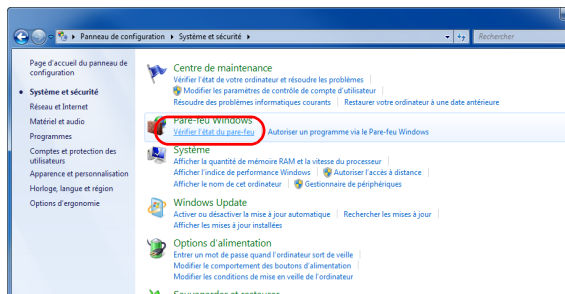 Panneau de configuration ▸ Système et sécurité ▸
Rechercher
Page d'accueil du panneau de configuration
Système et sécurité
Réseau et Internet
Matériel et audio
Programmes
Comptes et protection des utilisateurs
Apparence et personnalisation
Horloge, langue et région
Options d'ergonomie
Centre de maintenance
Vérifier l'état de votre ordinateur et résoudre les problèmes
Modifier les paramètres de contrôle de compte d'utilisateur
Résoudre des problèmes informatiques courants | Restaurer votre ordinateur à une date antérieure
Pare-feu Windows
Vérifier l'état du pare-feu | Autoriser un programme via le Pare-feu Windows
Système
Afficher la quantité de mémoire RAM et la vitesse du processeur
Afficher l'indice de performance Windows | Autoriser l'accès à distance
Afficher le nom de cet ordinateur | Gestionnaire de périphériques
Windows Update
Activer ou désactiver la mise à jour automatique | Rechercher les mises à jour
Afficher les mises à jour installées
Options d'alimentation
Entrer un mot de passe quand l'ordinateur sort de veille
Modifier le comportement des boutons d'alimentation
Modifier les conditions de mise en veille de l'ordinateur
Sauvegarder et restaurer